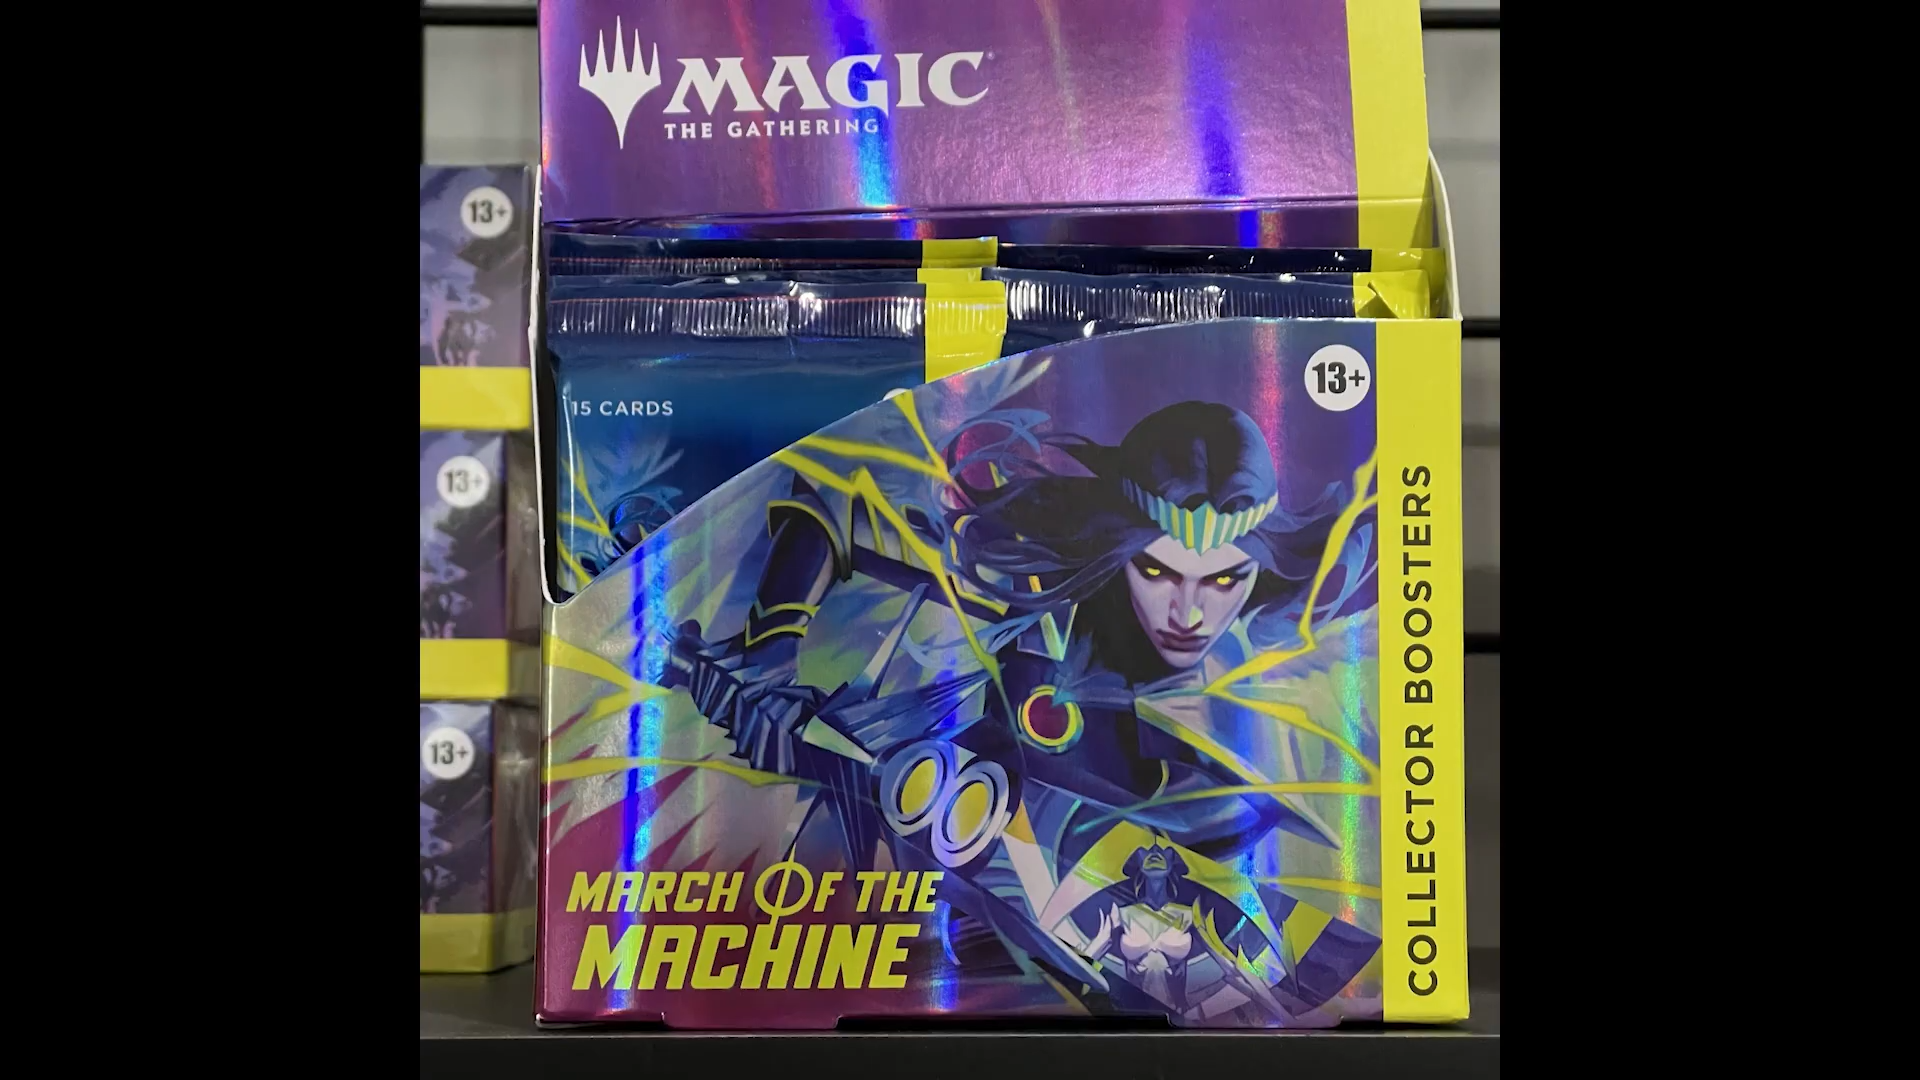 MAGIC
THE GATHERING
13+
13+
13+
15 CARDS
13+
COLLECTOR BOOSTERS
MARCH OF THE
MACHINE